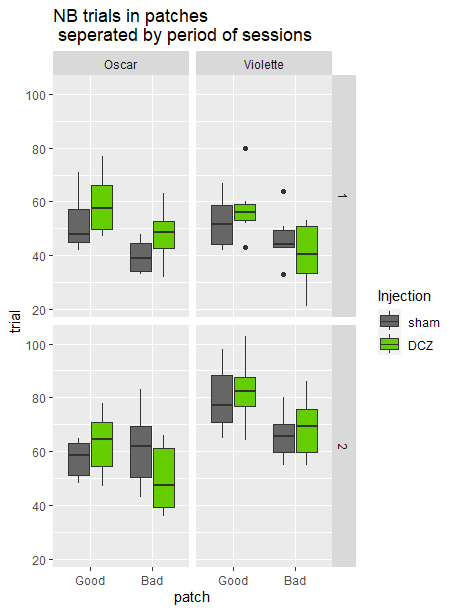 NB trials in patches
seperated by period of sessions
Oscar
Violette
100
80
60
40
20
1
100
80
60
40
20
2
trial
Good
Bad
Good
Bad
patch
Injection
sham
DCZ